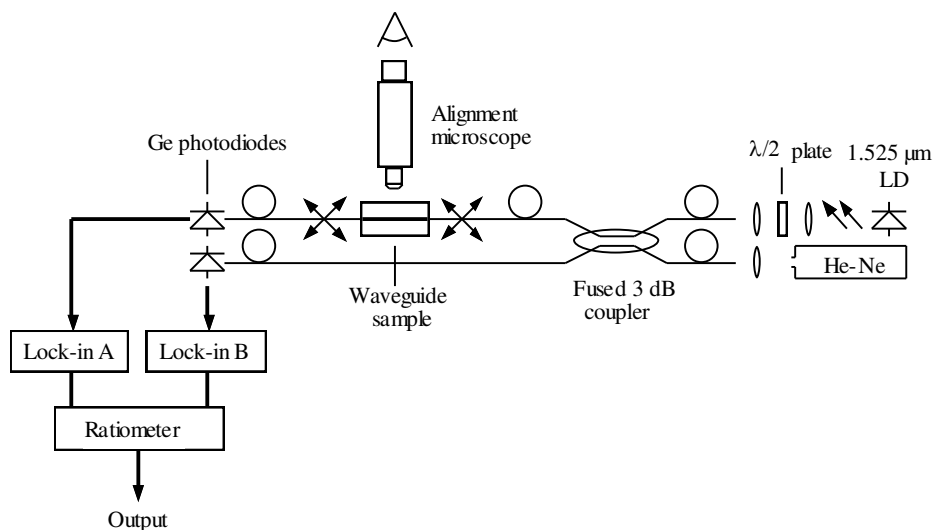 Alignment
microscope
Ge photodiodes
λ/2 plate
1.525 μm
LD
He-Ne
Waveguide
sample
Fused 3 dB
coupler
Lock-in A
Lock-in B
Ratiometer
Output